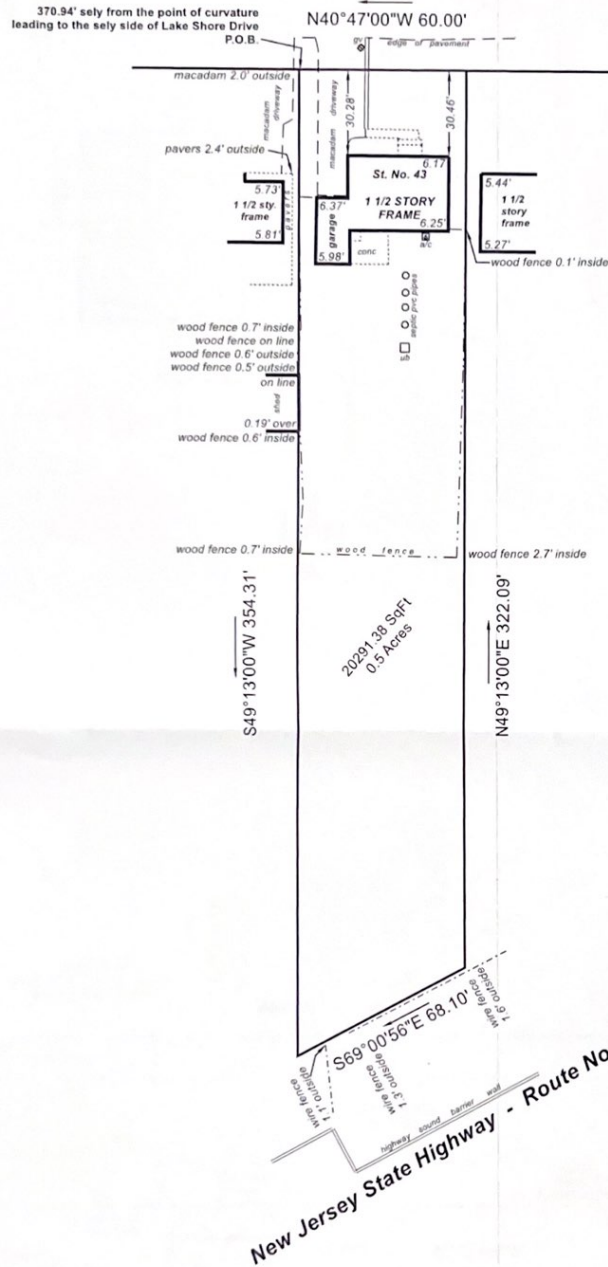 370.94' sely from the point of curvature
leading to the sely side of Lake Shore Drive
P.O.B.
N40°47'00"W 60.00'
gv
edge of pavement
macadam 2.0' outside
macadam driveway
macadam driveway
30.28'
30.46'
pavers 2.4' outside
pavers
5.73'
1 1/2 sty.
frame
5.81'
6.17'
St. No. 43
1 1/2 STORY
FRAME
6.25'
6.37'
garage
5.98'
conc
a/c
5.44'
1 1/2
story
frame
5.27'
wood fence 0.1' inside
septic pvc pipes
wood fence 0.7' inside
wood fence on line
wood fence 0.6' outside
wood fence 0.5' outside
on line
shed
0.19' over
wood fence 0.6' inside
wood fence 0.7' inside
wood fence
wood fence 2.7' inside
S49°13'00"W 354.31'
20291.38 SqFt
0.5 Acres
N49°13'00"E 322.09'
S69°00'56"E 68.10'
wire fence
1.6' outside
wire fence
1.3' outside
wire fence
1.1' outside
highway sound barrier wall
New Jersey State Highway - Route No